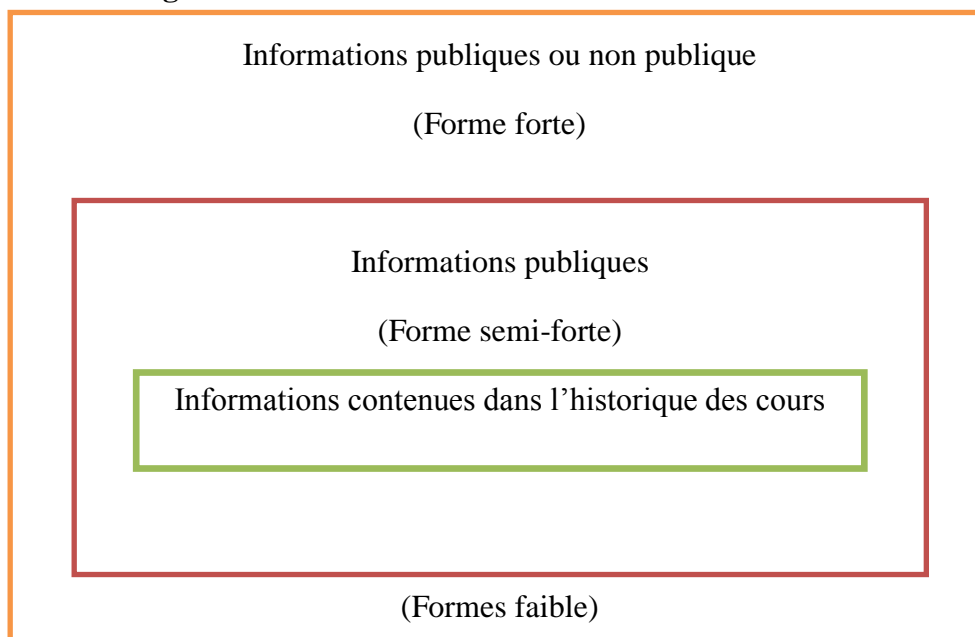 Informations publiques ou non publique
(Forme forte)
Informations publiques
(Forme semi-forte)
Informations contenues dans l’historique des cours
(Formes faible)